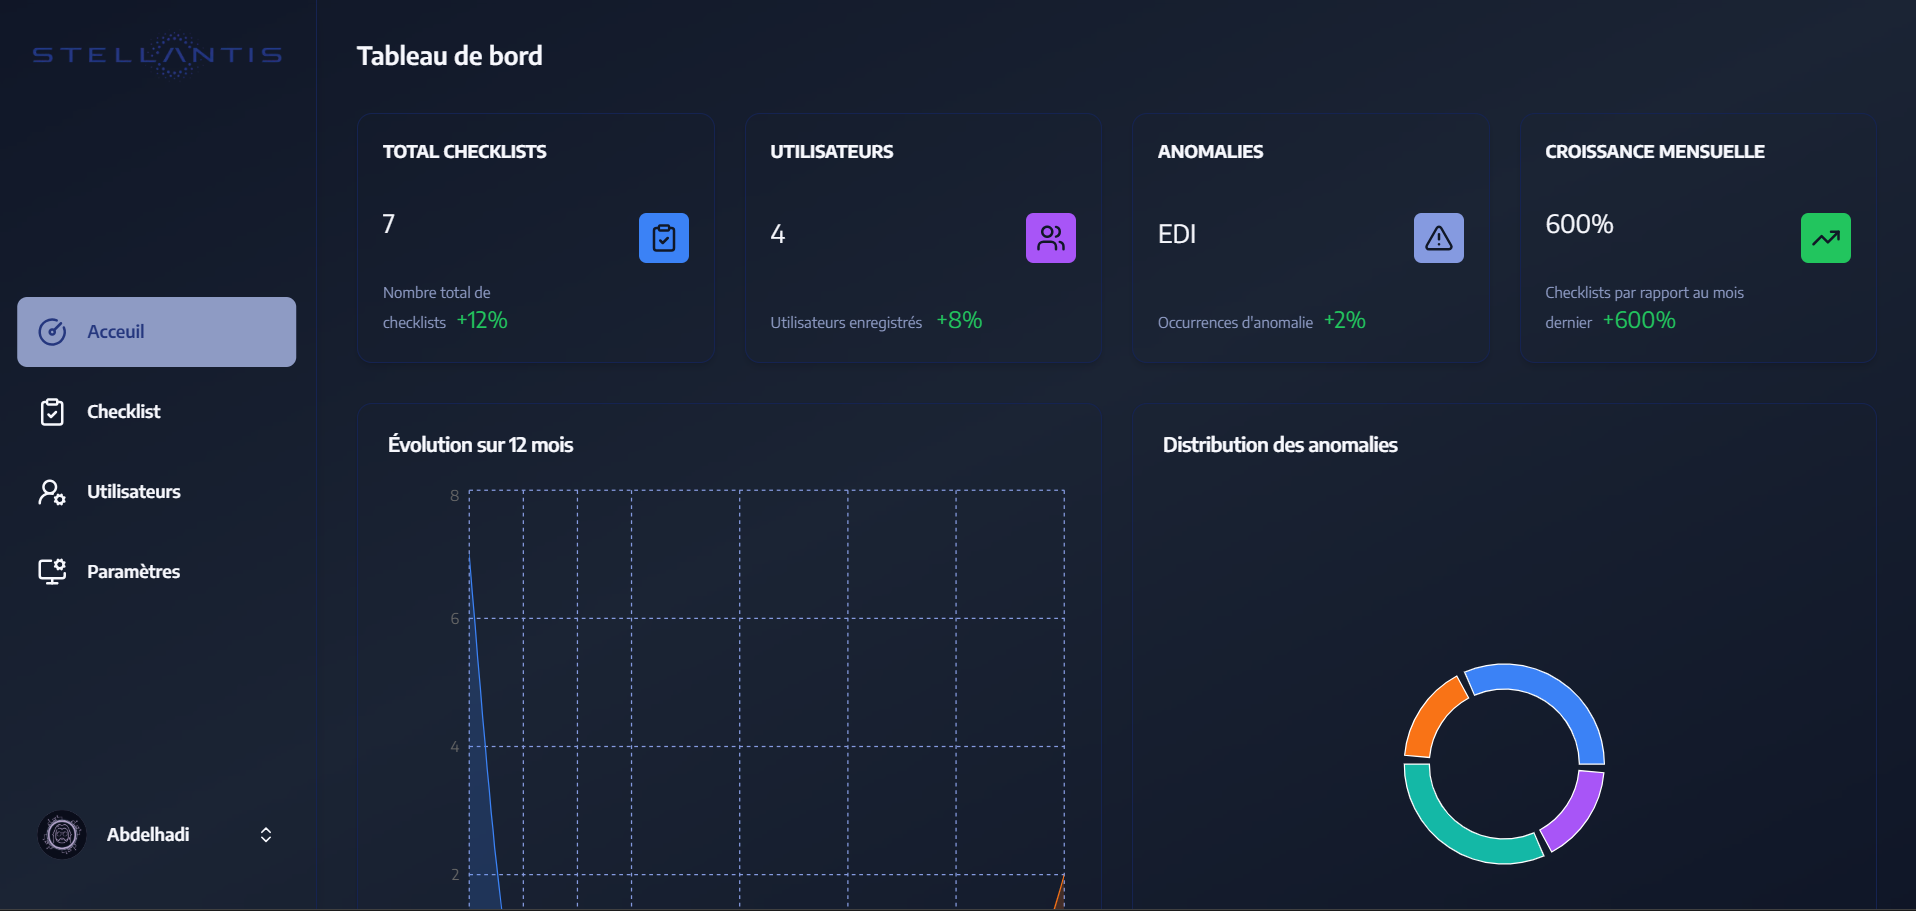 STELLANTIS
Acceuil
Checklist
Utilisateurs
Paramètres
Abdelhadi
Tableau de bord
TOTAL CHECKLISTS
7
Nombre total de
checklists +12%
UTILISATEURS
4
Utilisateurs enregistrés +8%
ANOMALIES
EDI
Occurrences d'anomalie +2%
CROISSANCE MENSUELLE
600%
Checklists par rapport au mois
dernier +600%
Évolution sur 12 mois
8
6
4
2
Distribution des anomalies